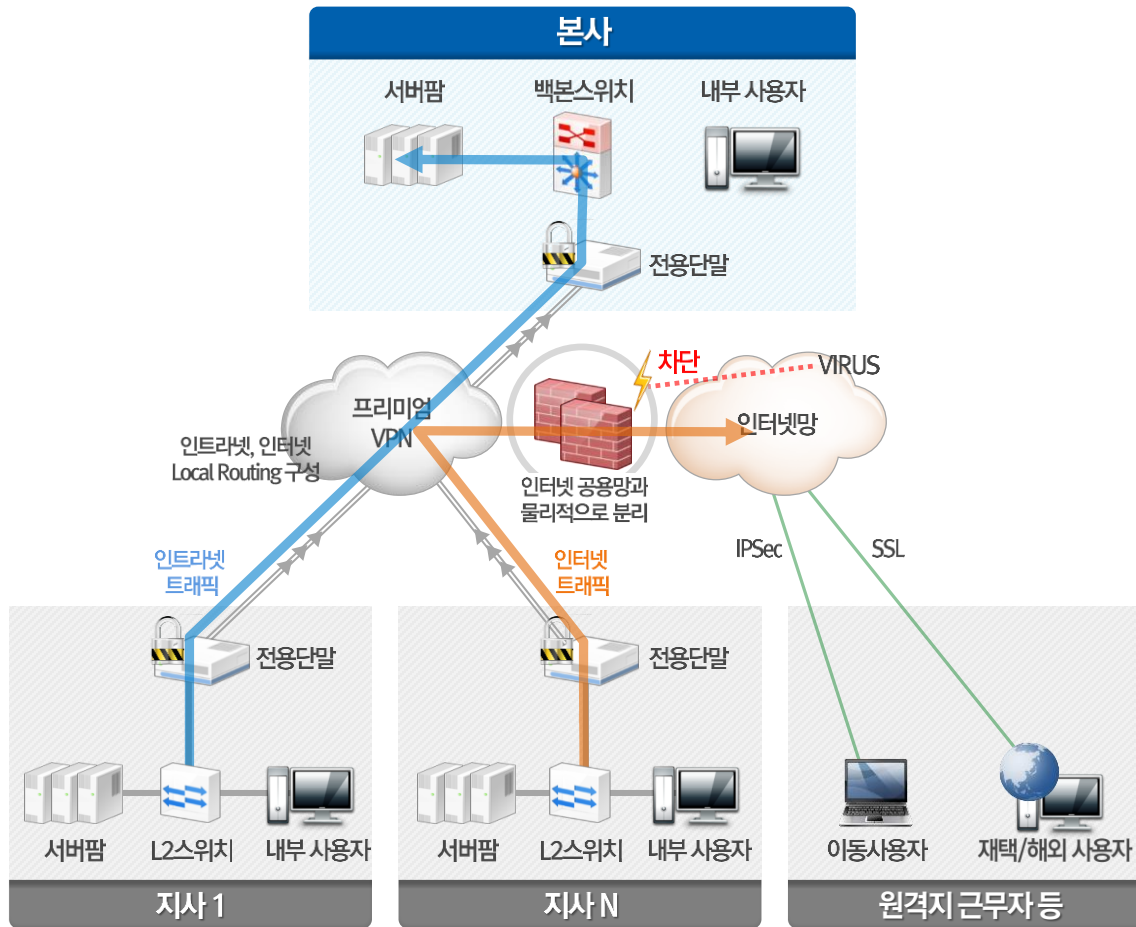 본사
서버팜
백본스위치
내부 사용자
전용단말
차단
VIRUS
프리미엄
VPN
인터넷망
인트라넷, 인터넷
Local Routing 구성
인터넷 공용망과
물리적으로 분리
IPSec
SSL
인트라넷
트래픽
인터넷
트래픽
전용단말
전용단말
서버팜
L2스위치
내부 사용자
서버팜
L2스위치
내부 사용자
이동사용자
재택/해외 사용자
지사 1
지사 N
원격지 근무자 등